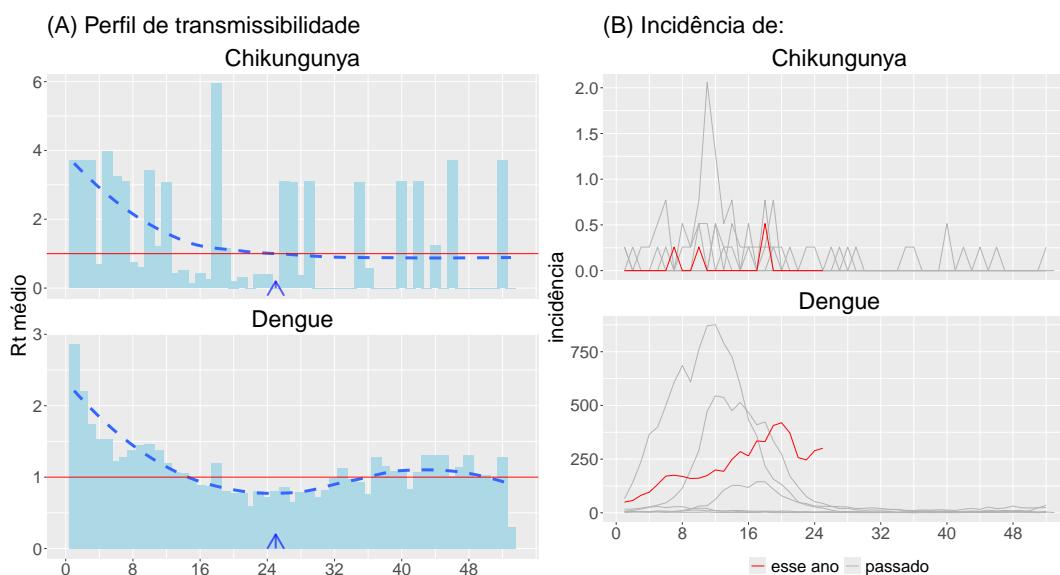 (A) Perfil de transmissibilidade
Chikungunya
6
4
2
0
Dengue
3
2
1
0
0 8 16 24 32 40 48
Rt médio
(B) Incidência de:
Chikungunya
2.0
1.5
1.0
0.5
0.0
Dengue
750
500
250
0
0 8 16 24 32 40 48
incidência
esse ano passado